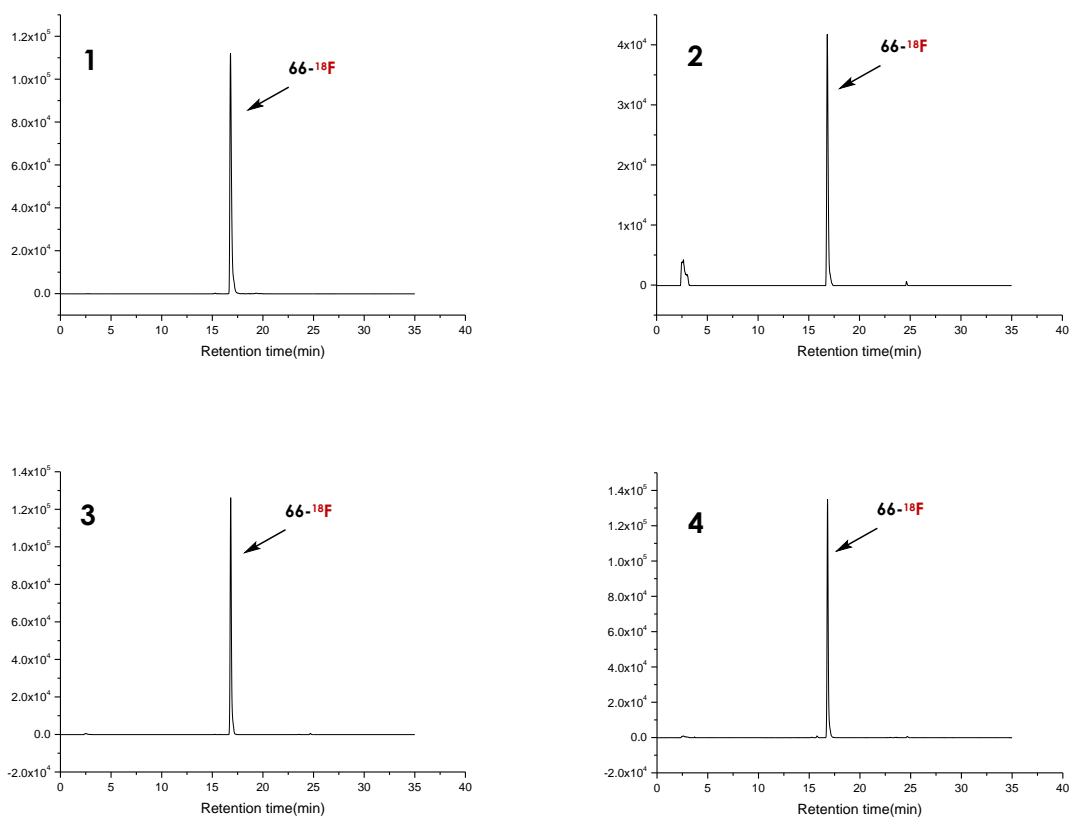 1
66-¹⁸F
1.2x10⁵
1.0x10⁵
8.0x10⁴
6.0x10⁴
4.0x10⁴
2.0x10⁴
0.0
0 5 10 15 20 25 30 35 40
Retention time(min)
2
66-¹⁸F
4x10⁴
3x10⁴
2x10⁴
1x10⁴
0
0 5 10 15 20 25 30 35 40
Retention time(min)
3
66-¹⁸F
1.4x10⁵
1.2x10⁵
1.0x10⁵
8.0x10⁴
6.0x10⁴
4.0x10⁴
2.0x10⁴
0.0
-2.0x10⁴
0 5 10 15 20 25 30 35 40
Retention time(min)
4
66-¹⁸F
1.4x10⁵
1.2x10⁵
1.0x10⁵
8.0x10⁴
6.0x10⁴
4.0x10⁴
2.0x10⁴
0.0
-2.0x10⁴
0 5 10 15 20 25 30 35 40
Retention time(min)